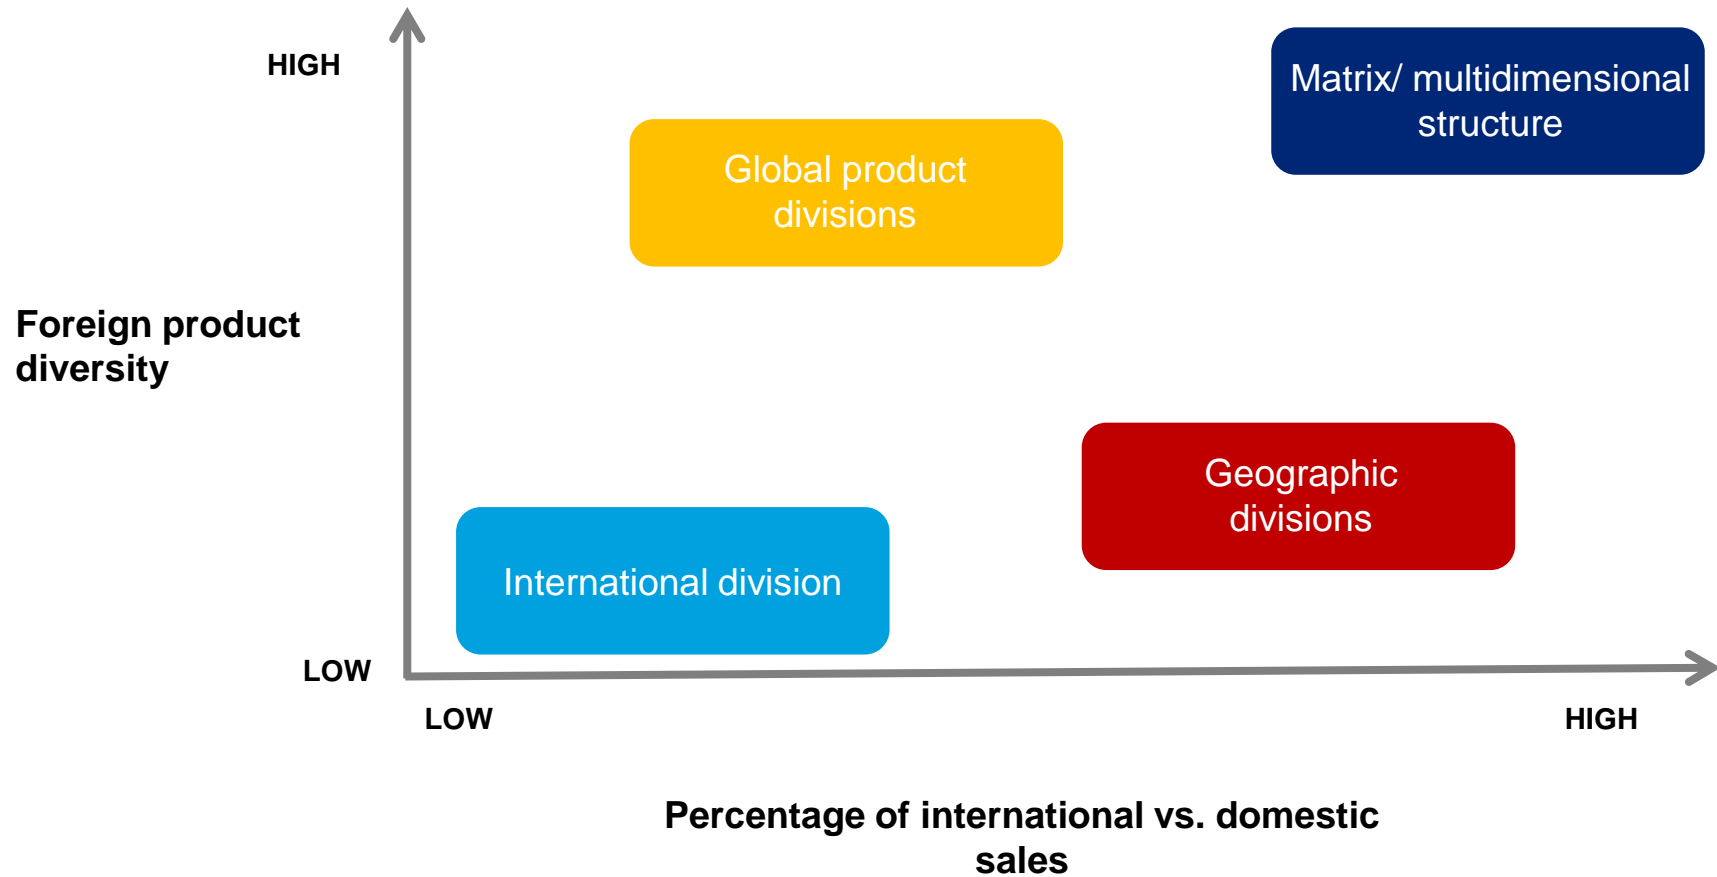 HIGH
Matrix/ multidimensional
structure
Global product
divisions
Foreign product
diversity
Geographic
divisions
International division
LOW
LOW
HIGH
Percentage of international vs. domestic
sales